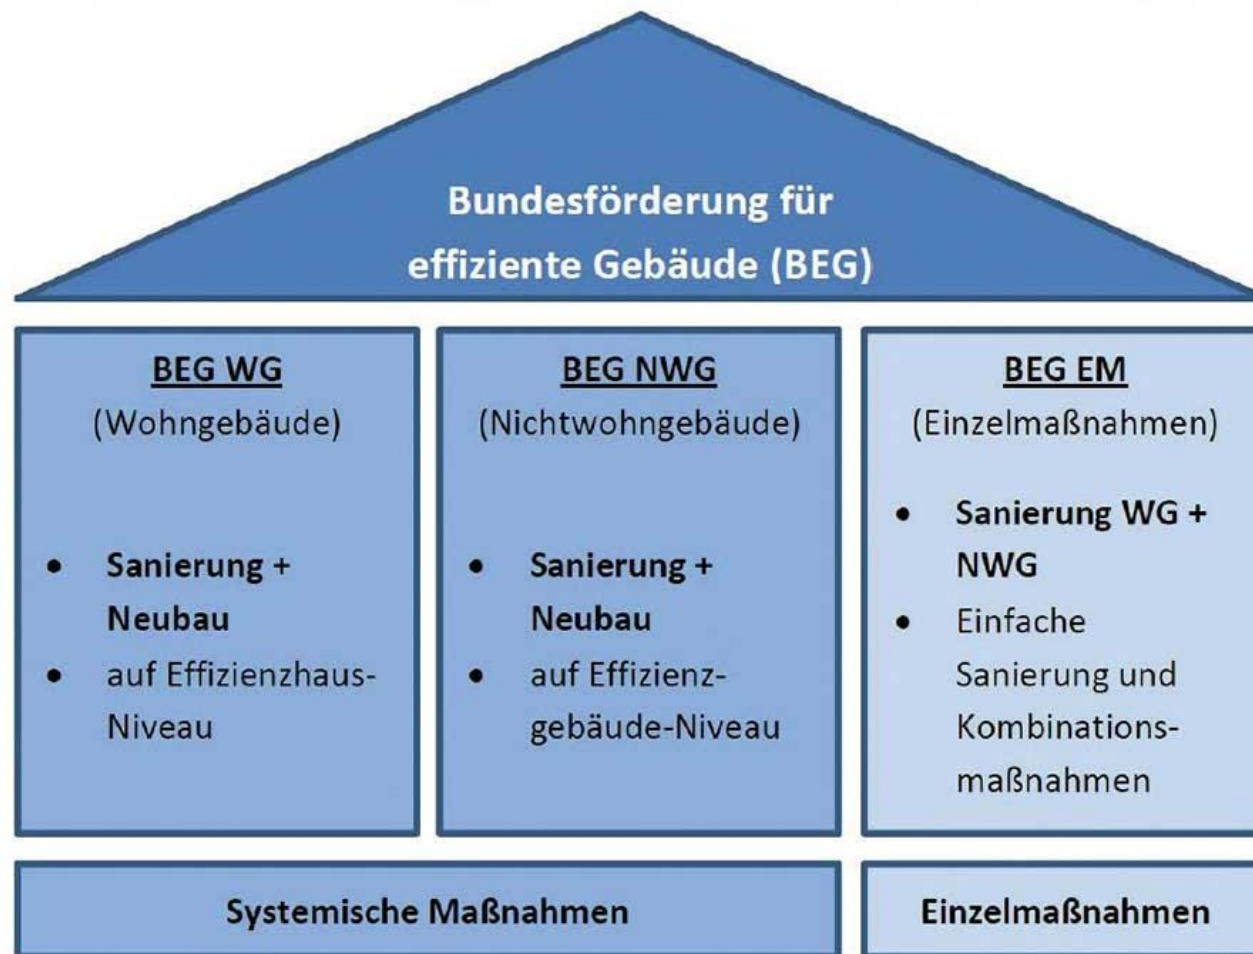 Bundesförderung für
effiziente Gebäude (BEG)
BEG WG
(Wohngebäude)
• Sanierung +
Neubau
• auf Effizienzhaus-
Niveau
BEG NWG
(Nichtwohngebäude)
• Sanierung +
Neubau
• auf Effizienz-
gebäude-Niveau
BEG EM
(Einzelmaßnahmen)
• Sanierung WG +
NWG
• Einfache
Sanierung und
Kombinations-
maßnahmen
Systemische Maßnahmen
Einzelmaßnahmen